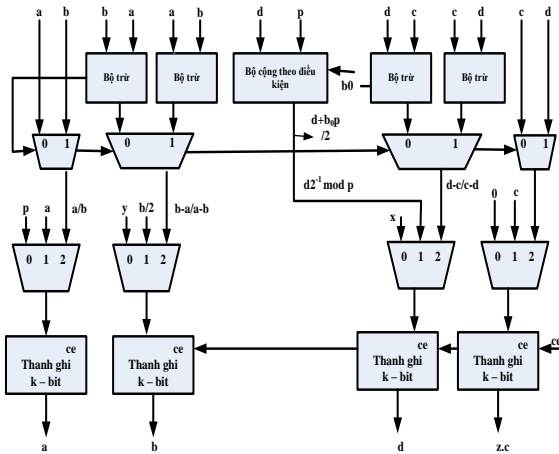 a b b a a b d p d c c d c d
Bộ trừ Bộ trừ Bộ cộng theo điều kiện b0 Bộ trừ Bộ trừ
0 1 0 1 d+b₀p /2 0 1 0 1
p a a/b y b/2 b-a/a-b d2⁻¹ mod p d-c/c-d
x 0 c
0 1 2 0 1 2 0 1 2 0 1 2
ce ce ce ce ce
Thanh ghi Thanh ghi Thanh ghi Thanh ghi
k – bit k – bit k – bit k – bit
a b d z.c